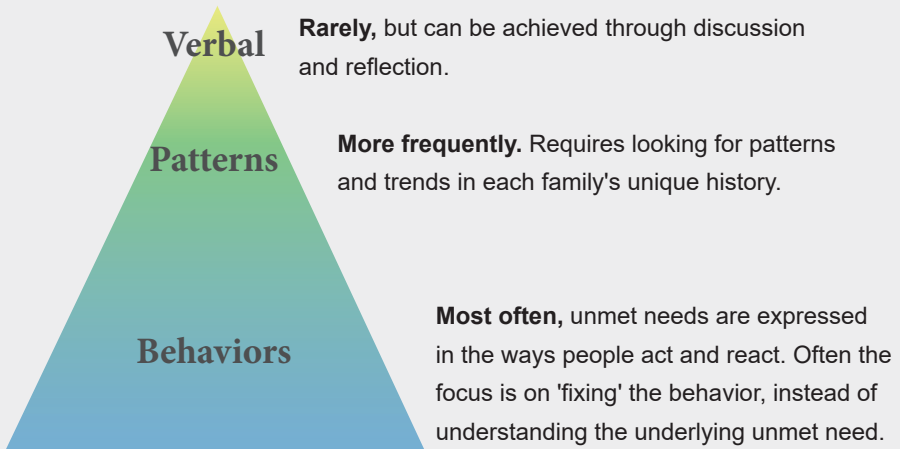 Verbal
Rarely, but can be achieved through discussion
and reflection.
Patterns
More frequently. Requires looking for patterns
and trends in each family's unique history.
Behaviors
Most often, unmet needs are expressed
in the ways people act and react. Often the
focus is on 'fixing' the behavior, instead of
understanding the underlying unmet need.